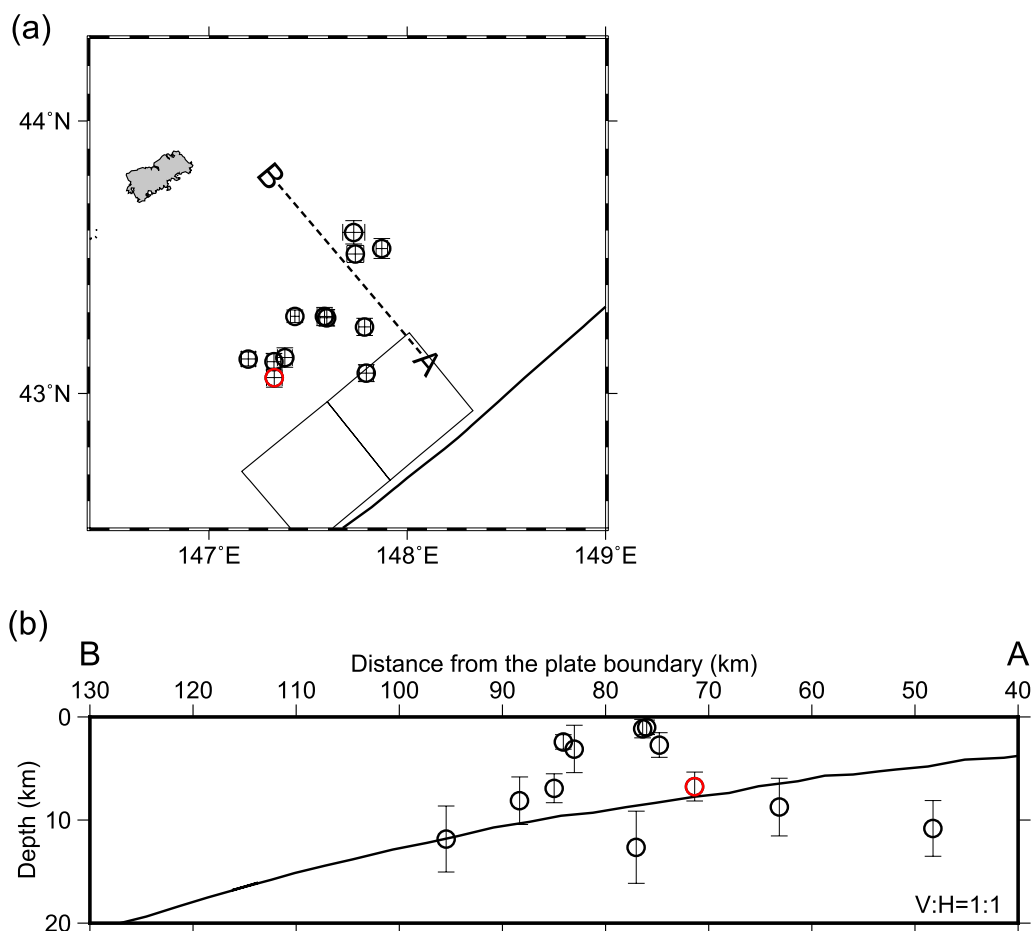 (a)
44°N
B
A
43°N
147°E 148°E 149°E
(b)
B Distance from the plate boundary (km) A
130 120 110 100 90 80 70 60 50 40
0
10
20
Depth (km)
V:H=1:1